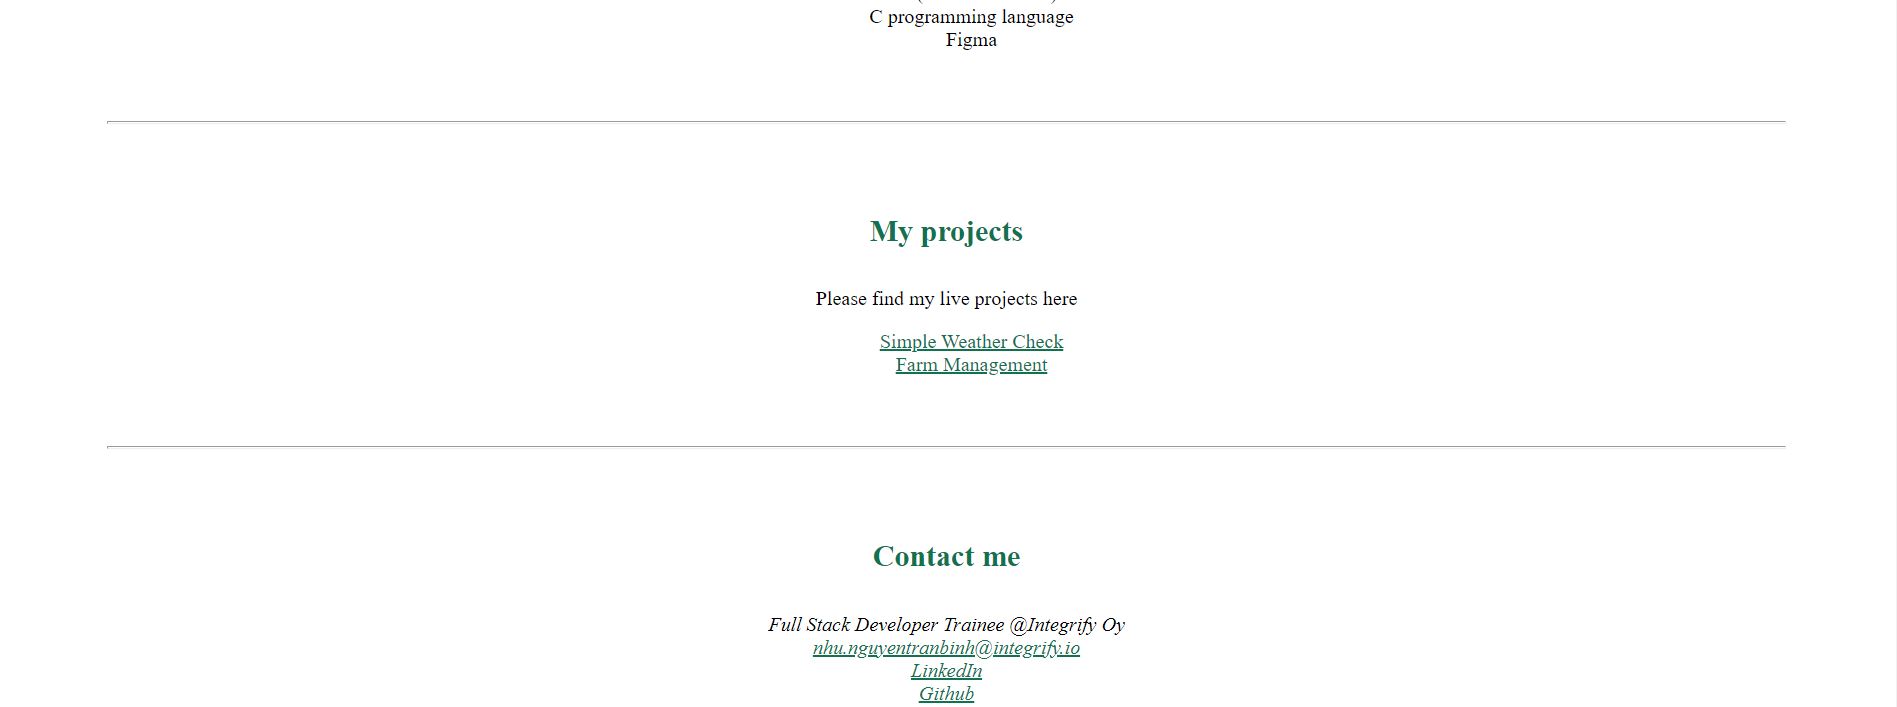 C programming language
Figma
My projects
Please find my live projects here
Simple Weather Check
Farm Management
Contact me
Full Stack Developer Trainee @Integrify Oy
nhu.nguyentranbinh@integrify.io
LinkedIn
Github